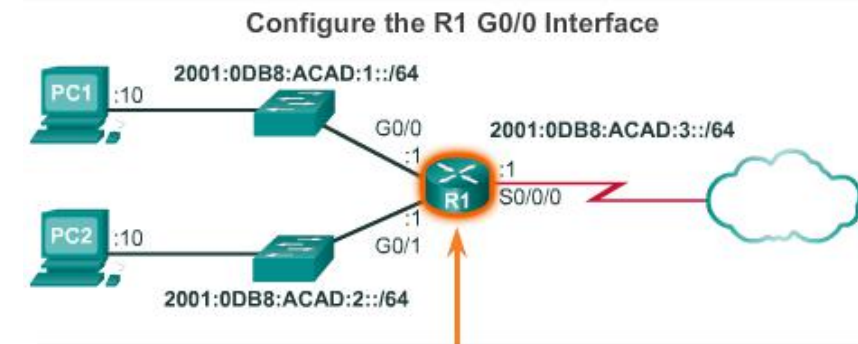 Configure the R1 G0/0 Interface
2001:0DB8:ACAD:1::/64
PC1
:10
G0/0
:1
2001:0DB8:ACAD:3::/64
:1
S0/0/0
R1
PC2
:10
:1
G0/1
2001:0DB8:ACAD:2::/64